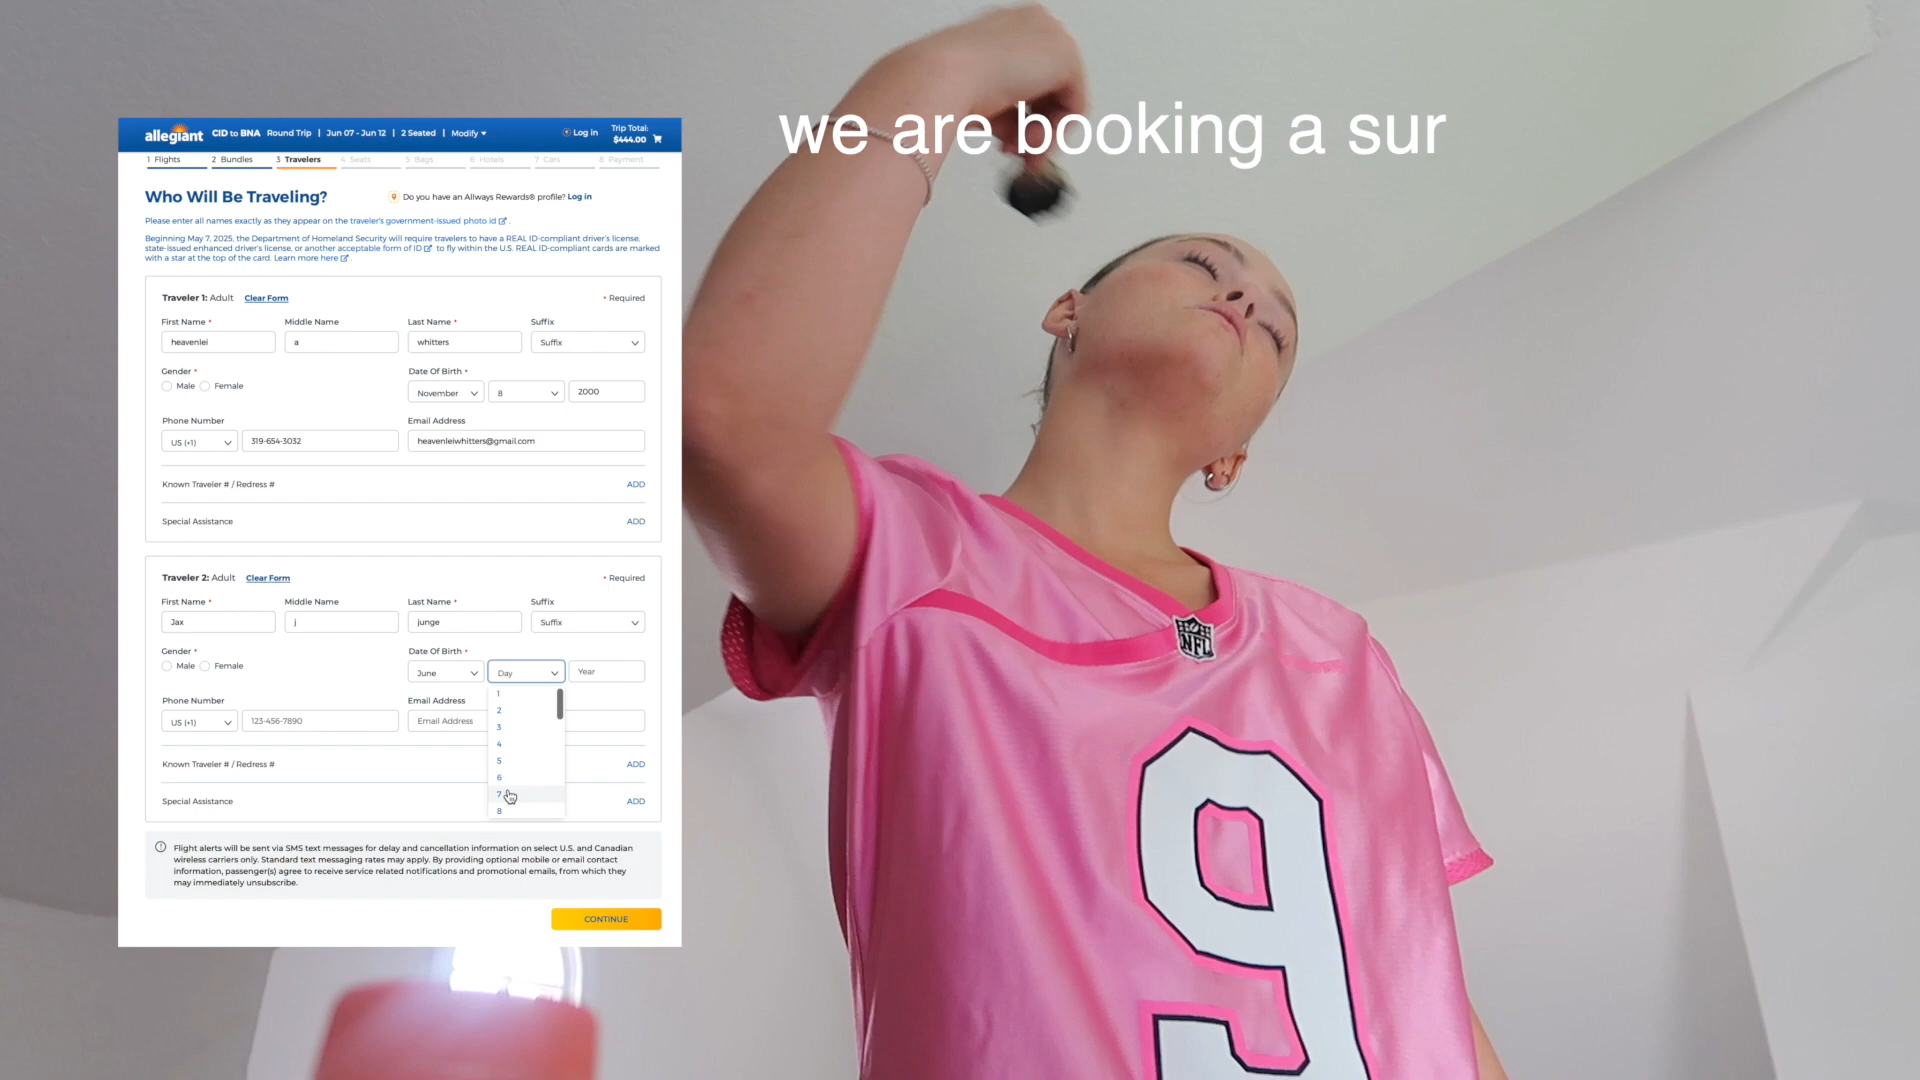 we are booking a sur
allegiant CID to BNA Round Trip | Jun 07 - Jun 12 | 2 Seated | Modify Log in Trip Total: $444.00
1 Flights 2 Bundles 3 Travelers 4 Seats 5 Bags 6 Hotels 7 Cars 8 Payment
Who Will Be Traveling? Do you have an Allways Rewards® profile? Log in
Please enter all names exactly as they appear on the traveler's government-issued photo id .
Beginning May 7, 2025, the Department of Homeland Security will require travelers to have a REAL ID-compliant driver's license,
state-issued enhanced driver's license, or another acceptable form of ID to fly within the U.S. REAL ID-compliant cards are marked
with a star at the top of the card. Learn more here .
Traveler 1: Adult Clear Form * Required
First Name * Middle Name Last Name * Suffix
heavenlei a whitters Suffix
Gender * Date Of Birth *
Male Female November 8 2000
Phone Number Email Address
US (+1) 319-654-3032 heavenleiwhitters@gmail.com
Known Traveler # / Redress # ADD
Special Assistance ADD
Traveler 2: Adult Clear Form * Required
First Name * Middle Name Last Name * Suffix
Jax j junge Suffix
Gender * Date Of Birth *
Male Female June Day Year
1
Phone Number Email Address
2
US (+1) 123-456-7890 Email Address
3
4
5
Known Traveler # / Redress # ADD
6
7
Special Assistance ADD
8
Flight alerts will be sent via SMS text messages for delay and cancellation information on select U.S. and Canadian
wireless carriers only. Standard text messaging rates may apply. By providing optional mobile or email contact
information, passenger(s) agree to receive service related notifications and promotional emails, from which they
may immediately unsubscribe.
CONTINUE
NFL
9